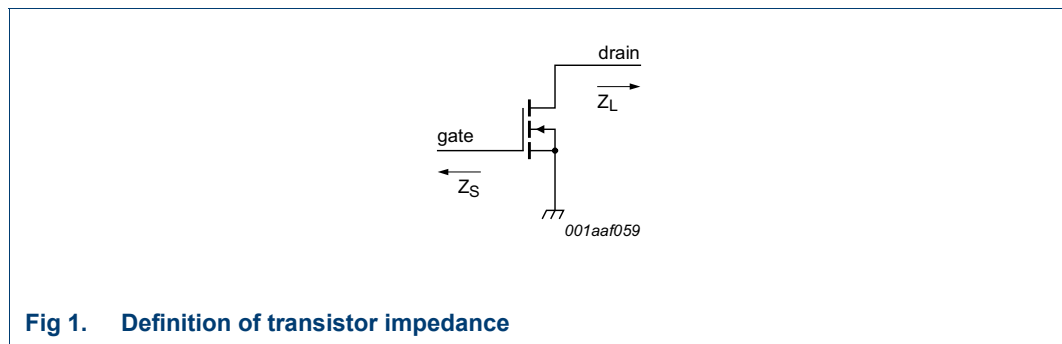 drain
Z_L
gate
Z_S
001aaf059
Fig 1. Definition of transistor impedance